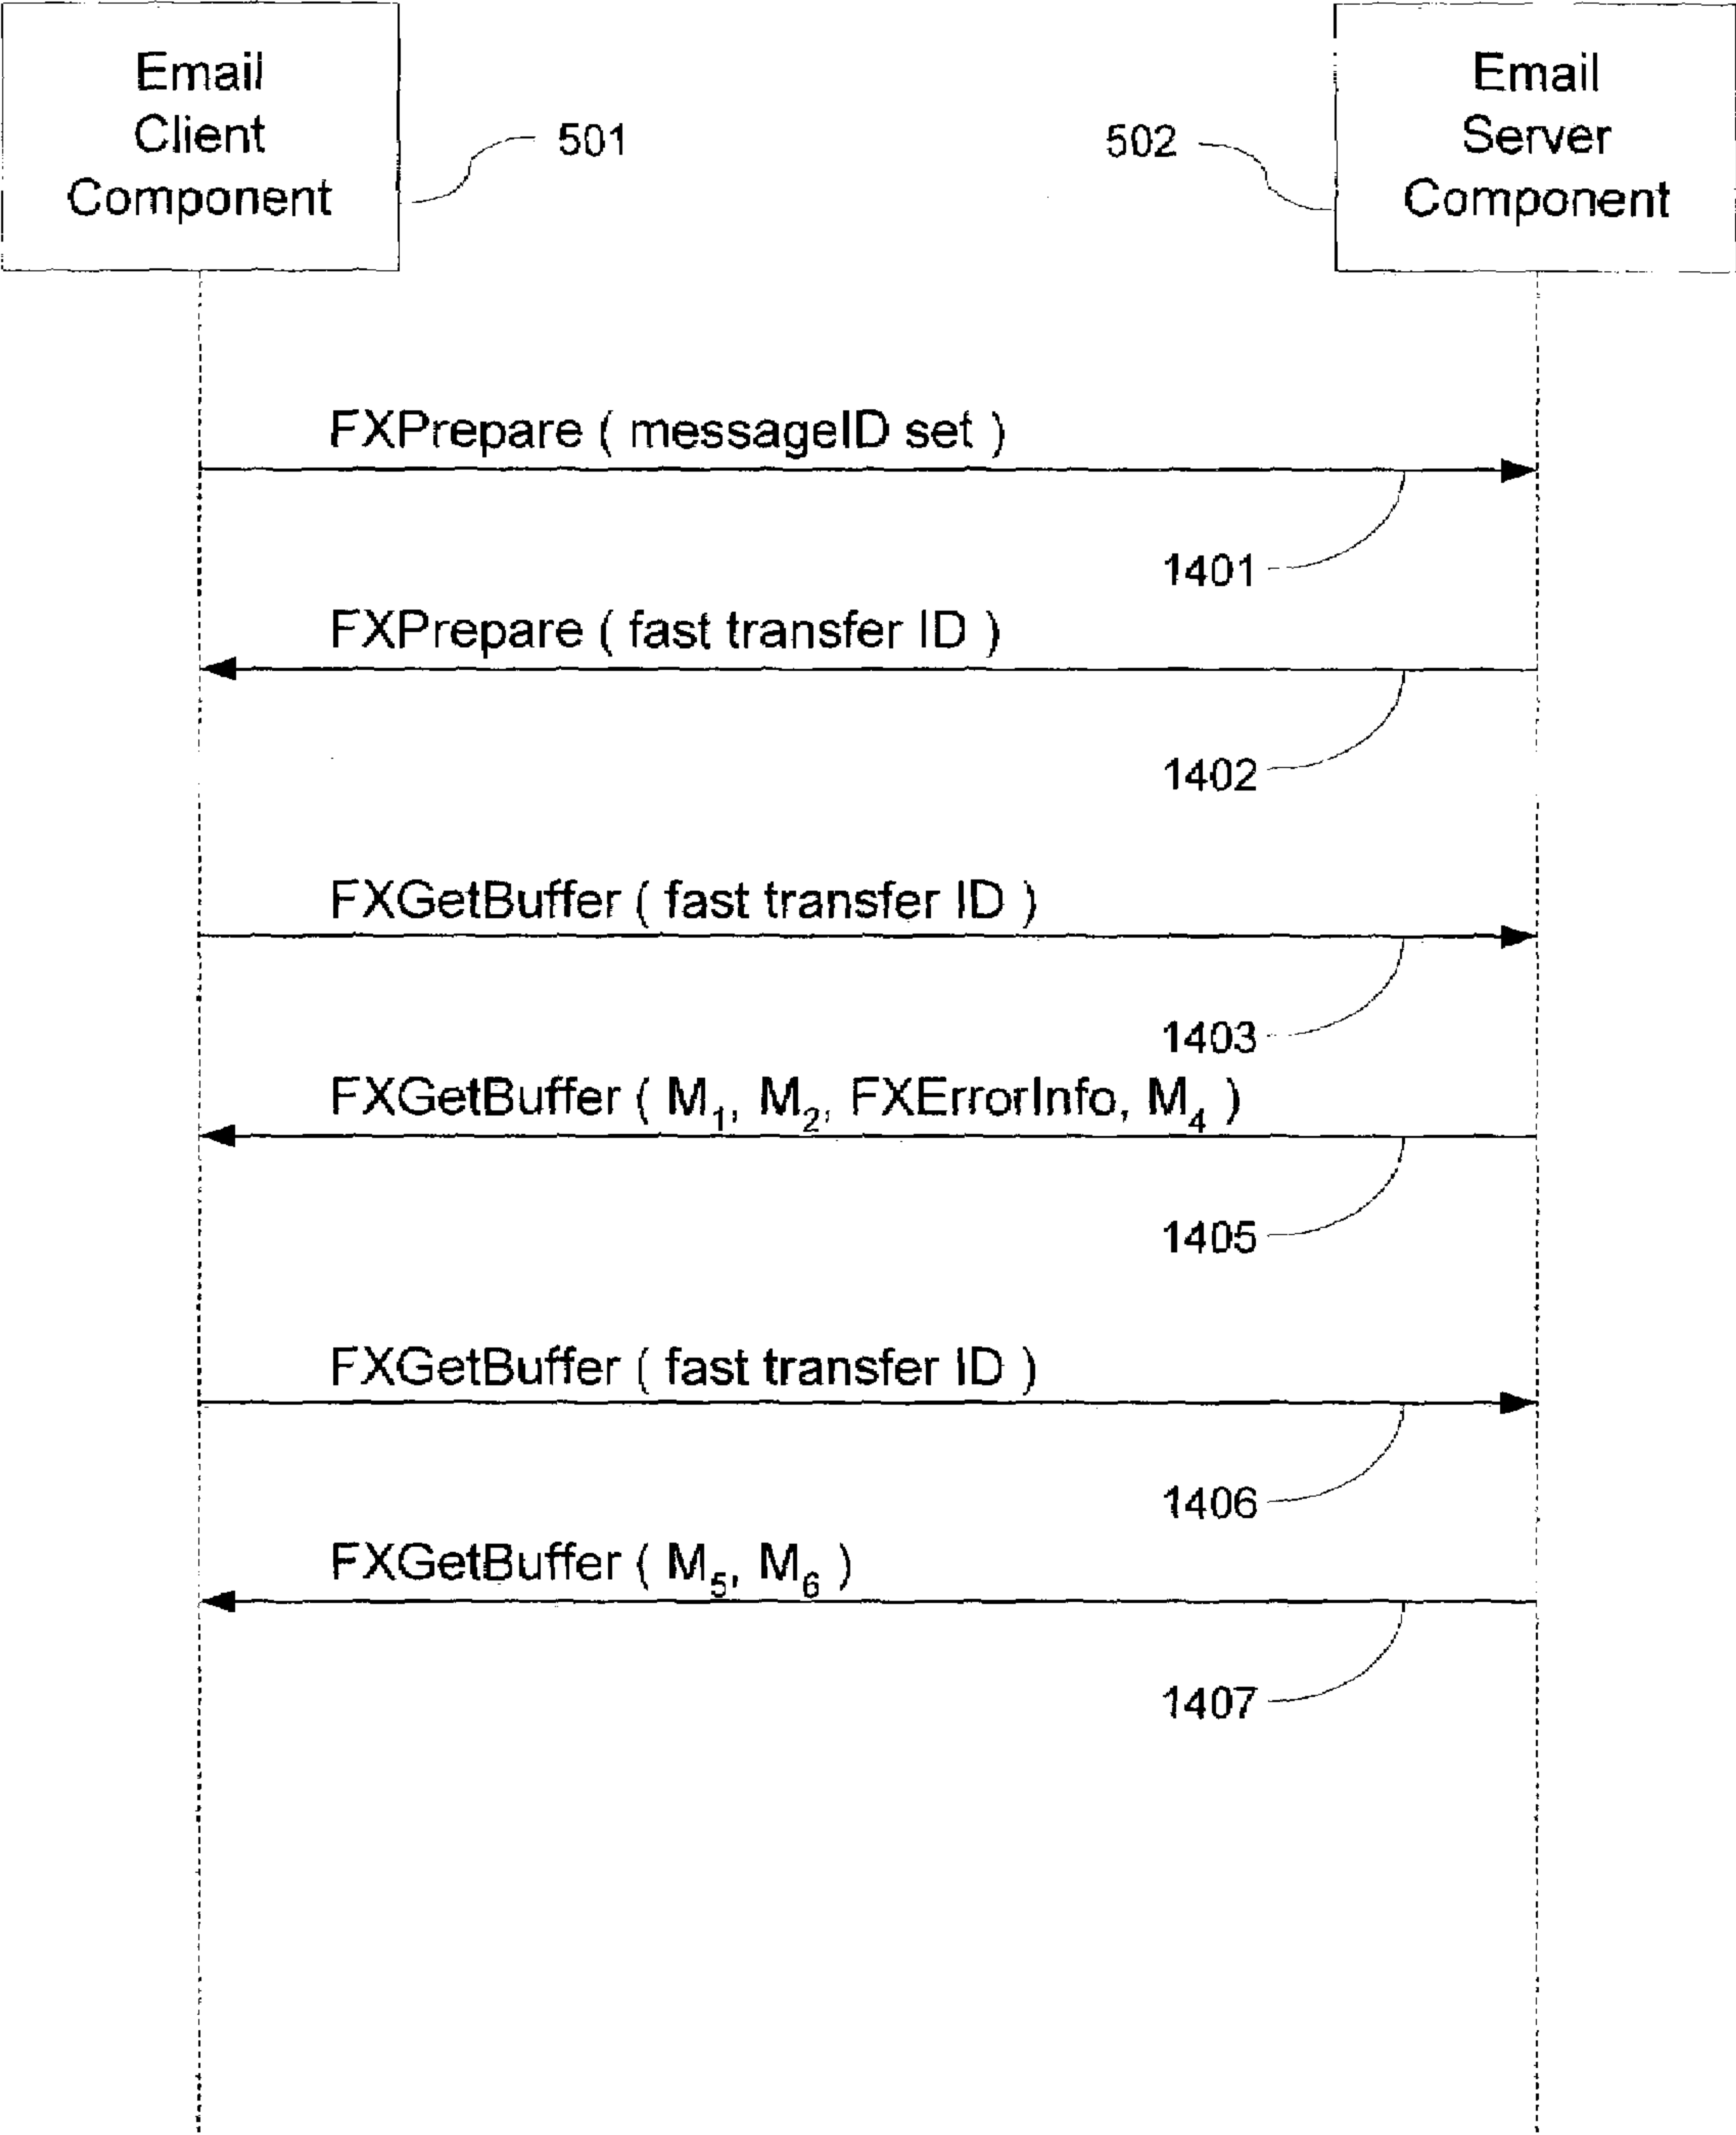 Email
Client
Component
501
502
Email
Server
Component
FXPrepare ( messageID set )
1401
FXPrepare ( fast transfer ID )
1402
FXGetBuffer ( fast transfer ID )
1403
FXGetBuffer ( M₁, M₂, FXErrorInfo, M₄ )
1405
FXGetBuffer ( fast transfer ID )
1406
FXGetBuffer ( M₅, M₆ )
1407